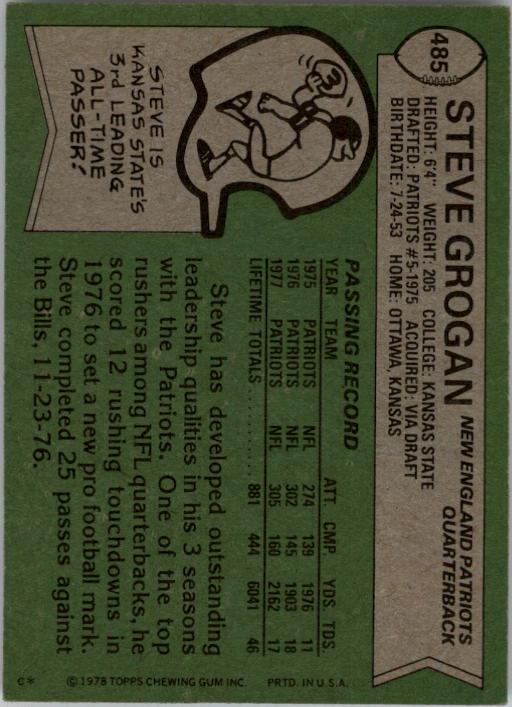 485
STEVE GROGAN
NEW ENGLAND PATRIOTS
QUARTERBACK
HEIGHT: 6'4" WEIGHT: 205 COLLEGE: KANSAS STATE
DRAFTED: PATRIOTS #5-1975 ACQUIRED: VIA DRAFT
BIRTHDATE: 7-24-53 HOME: OTTAWA, KANSAS
STEVE IS
KANSAS STATE'S
3rd LEADING
ALL-TIME
PASSER!
PASSING RECORD
YEAR TEAM ATT. CMP. YDS. TDS.
1975 PATRIOTS NFL 274 139 1976 11
1976 PATRIOTS NFL 302 145 1903 18
1977 PATRIOTS NFL 305 160 2162 17
LIFETIME TOTALS.......... 881 444 6041 46
Steve has developed outstanding
leadership qualities in his 3 seasons
with the Patriots. One of the top
rushers among NFL quarterbacks, he
scored 12 rushing touchdowns in
1976 to set a new pro football mark.
Steve completed 25 passes against
the Bills, 11-23-76.
©1978 TOPPS CHEWING GUM INC. PRTD. IN U.S.A.
C*